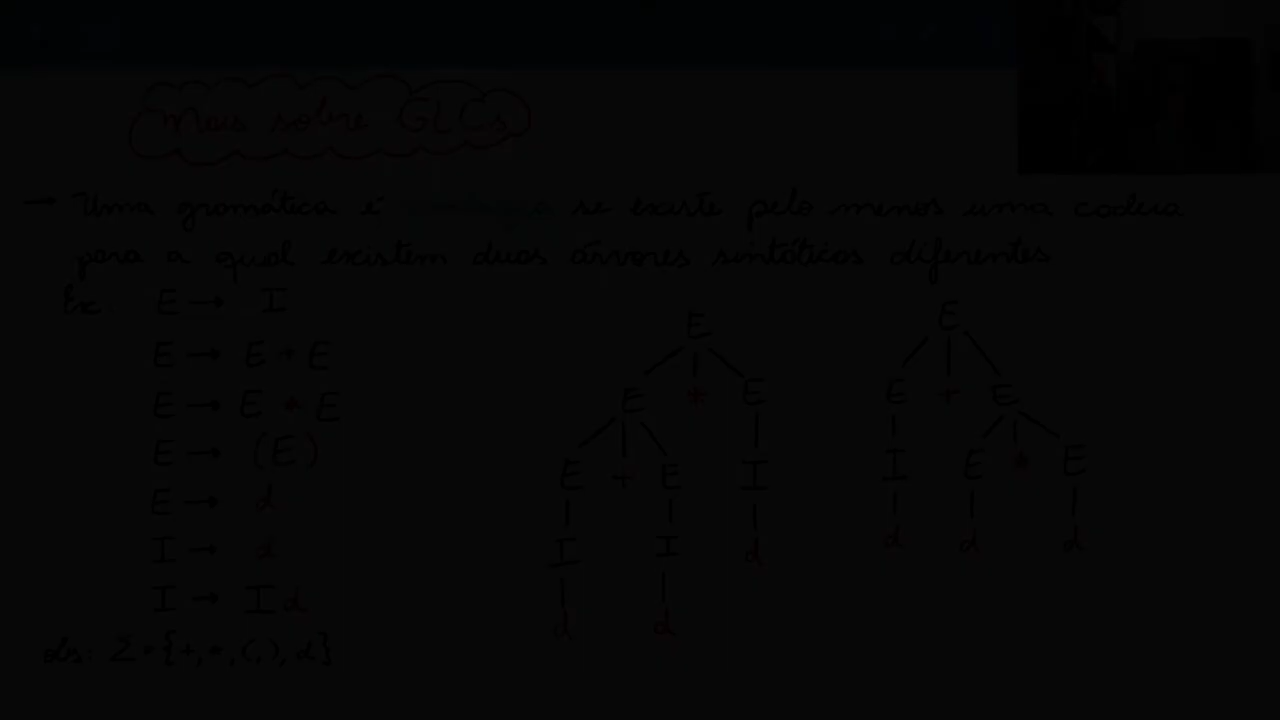 Mais sobre GLCs
→ Uma gramática é ambígua se existe pelo menos uma cadeia
para a qual existem duas árvores sintáticas diferentes
Ex: E → I
E → E + E
E → E * E
E → (E)
E → d
I → d
I → I d
Obs: Σ = {+, *, (, ), d}
E
E * E
E + E I
I I d
d d
E
E + E
I E * E
d d d